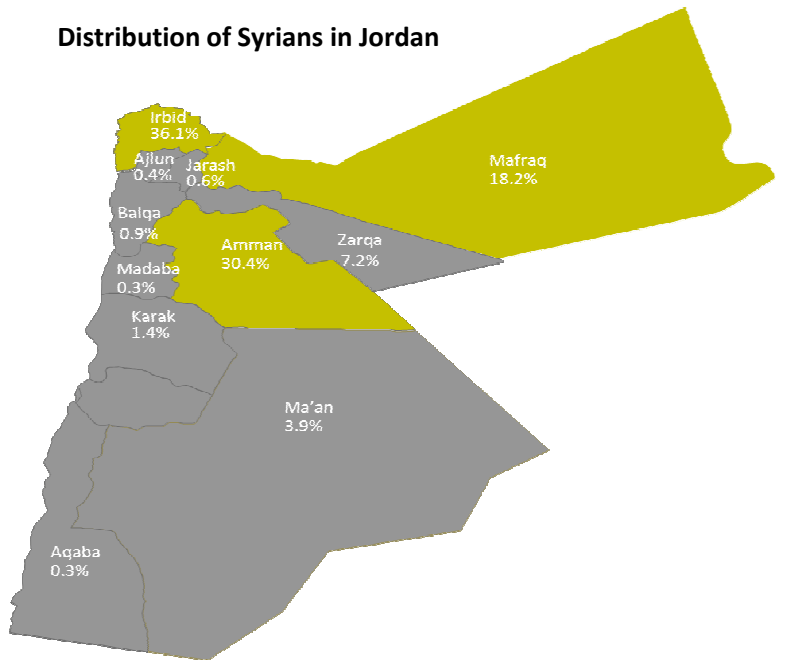 Distribution of Syrians in Jordan
Irbid
36.1%
Ajlun
0.4%
Jarash
0.6%
Mafraq
18.2%
Balqa
0.9%
Amman
30.4%
Zarqa
7.2%
Madaba
0.3%
Karak
1.4%
Ma’an
3.9%
Aqaba
0.3%